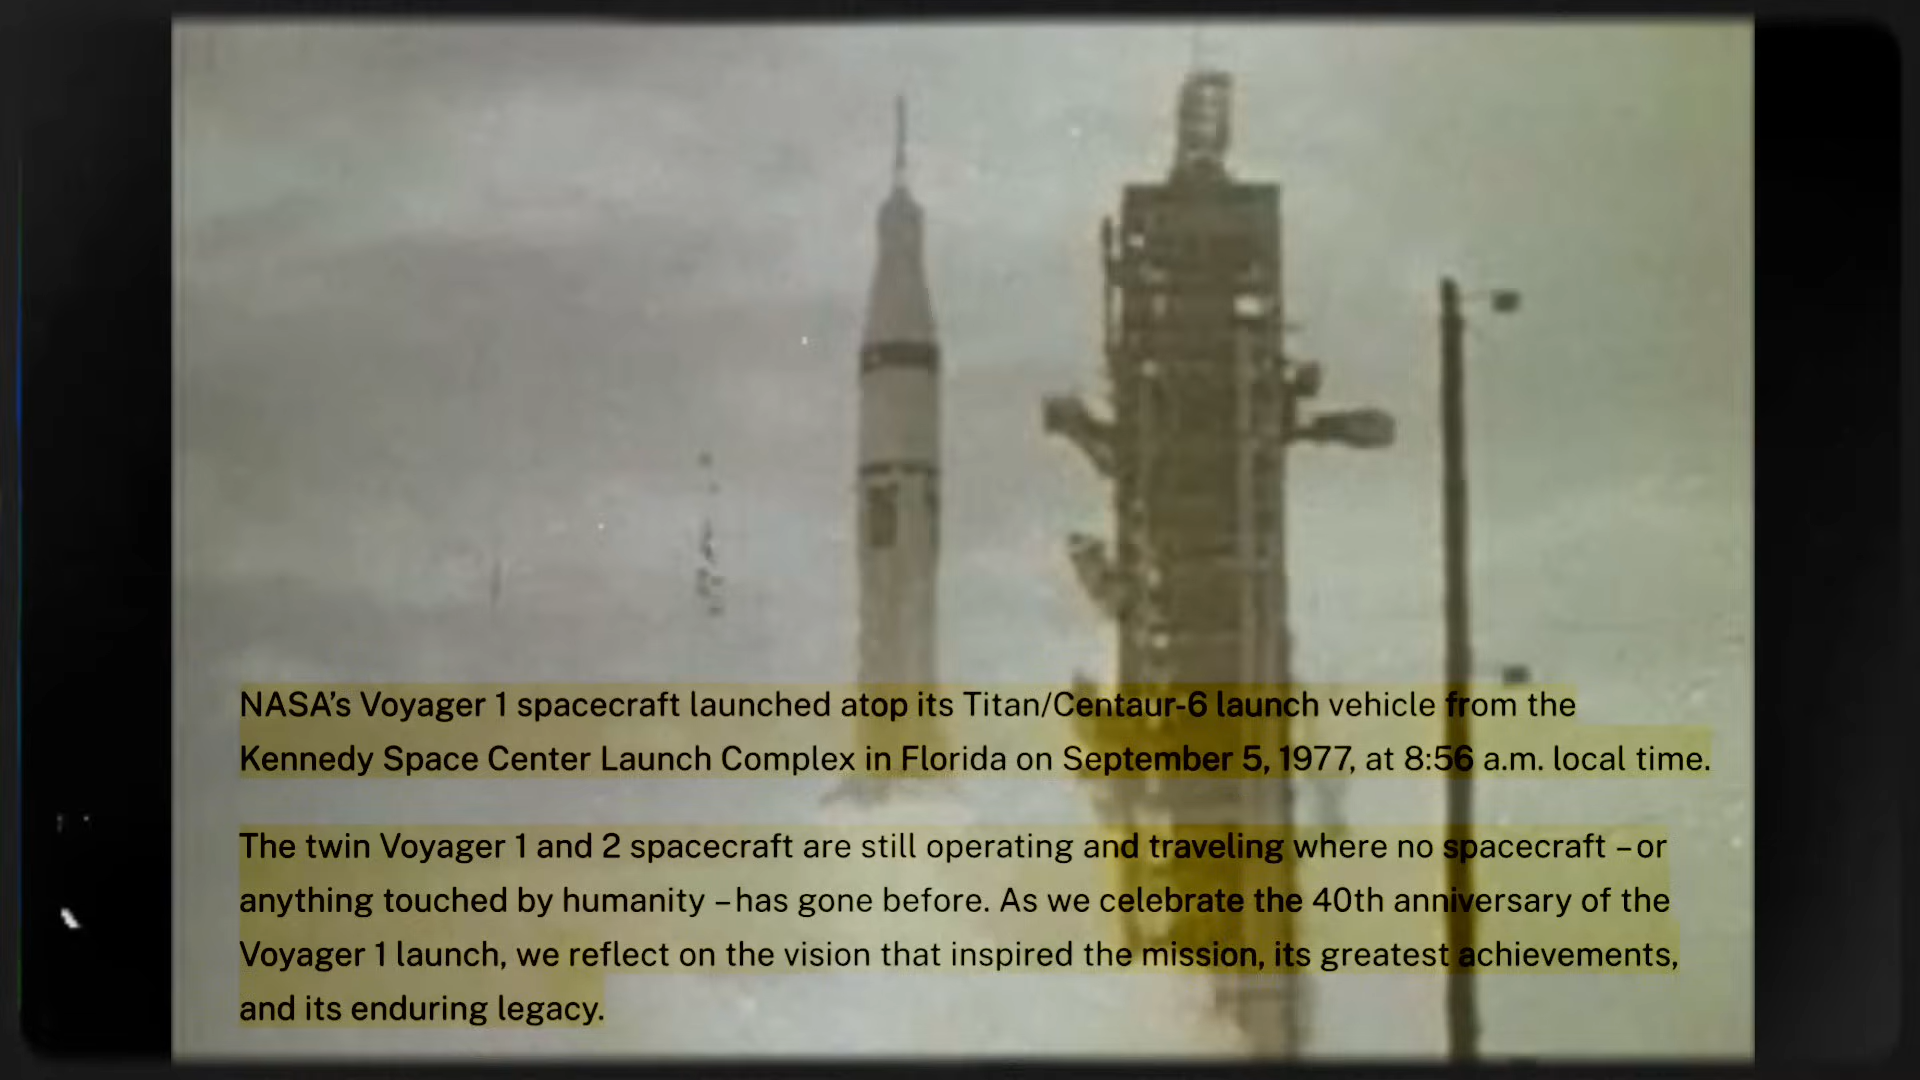 NASA’s Voyager 1 spacecraft launched atop its Titan/Centaur-6 launch vehicle from the
Kennedy Space Center Launch Complex in Florida on September 5, 1977, at 8:56 a.m. local time.
The twin Voyager 1 and 2 spacecraft are still operating and traveling where no spacecraft – or
anything touched by humanity – has gone before. As we celebrate the 40th anniversary of the
Voyager 1 launch, we reflect on the vision that inspired the mission, its greatest achievements,
and its enduring legacy.